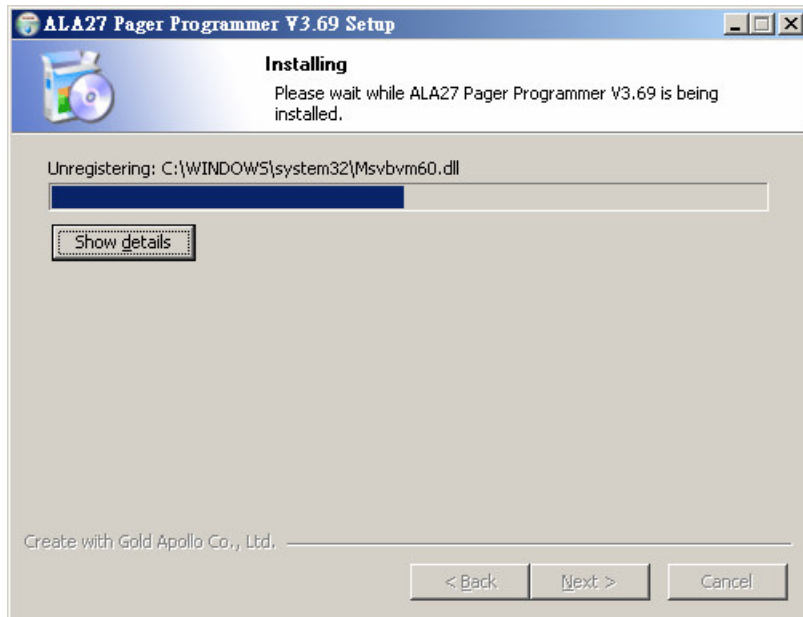 ALA27 Pager Programmer V3.69 Setup
Installing
Please wait while ALA27 Pager Programmer V3.69 is being
installed.
Unregistering: C:\WINDOWS\system32\Msvbvm60.dll
Show details
Create with Gold Apollo Co., Ltd.
< Back Next > Cancel